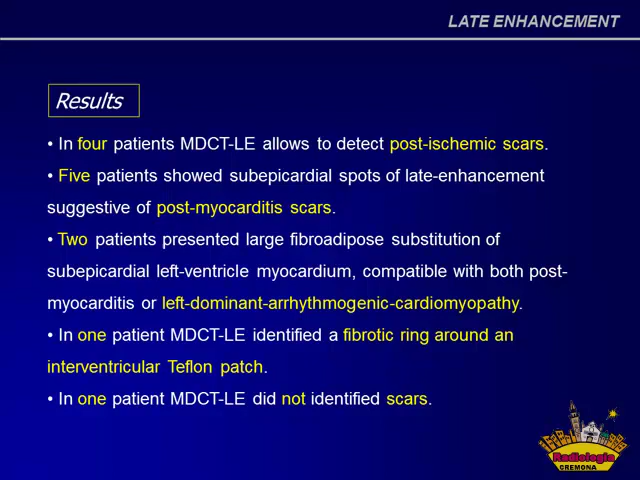 LATE ENHANCEMENT
Results
• In four patients MDCT-LE allows to detect post-ischemic scars.
• Five patients showed subepicardial spots of late-enhancement
suggestive of post-myocarditis scars.
• Two patients presented large fibroadipose substitution of
subepicardial left-ventricle myocardium, compatible with both post-
myocarditis or left-dominant-arrhythmogenic-cardiomyopathy.
• In one patient MDCT-LE identified a fibrotic ring around an
interventricular Teflon patch.
• In one patient MDCT-LE did not identified scars.
Radiologia
CREMONA